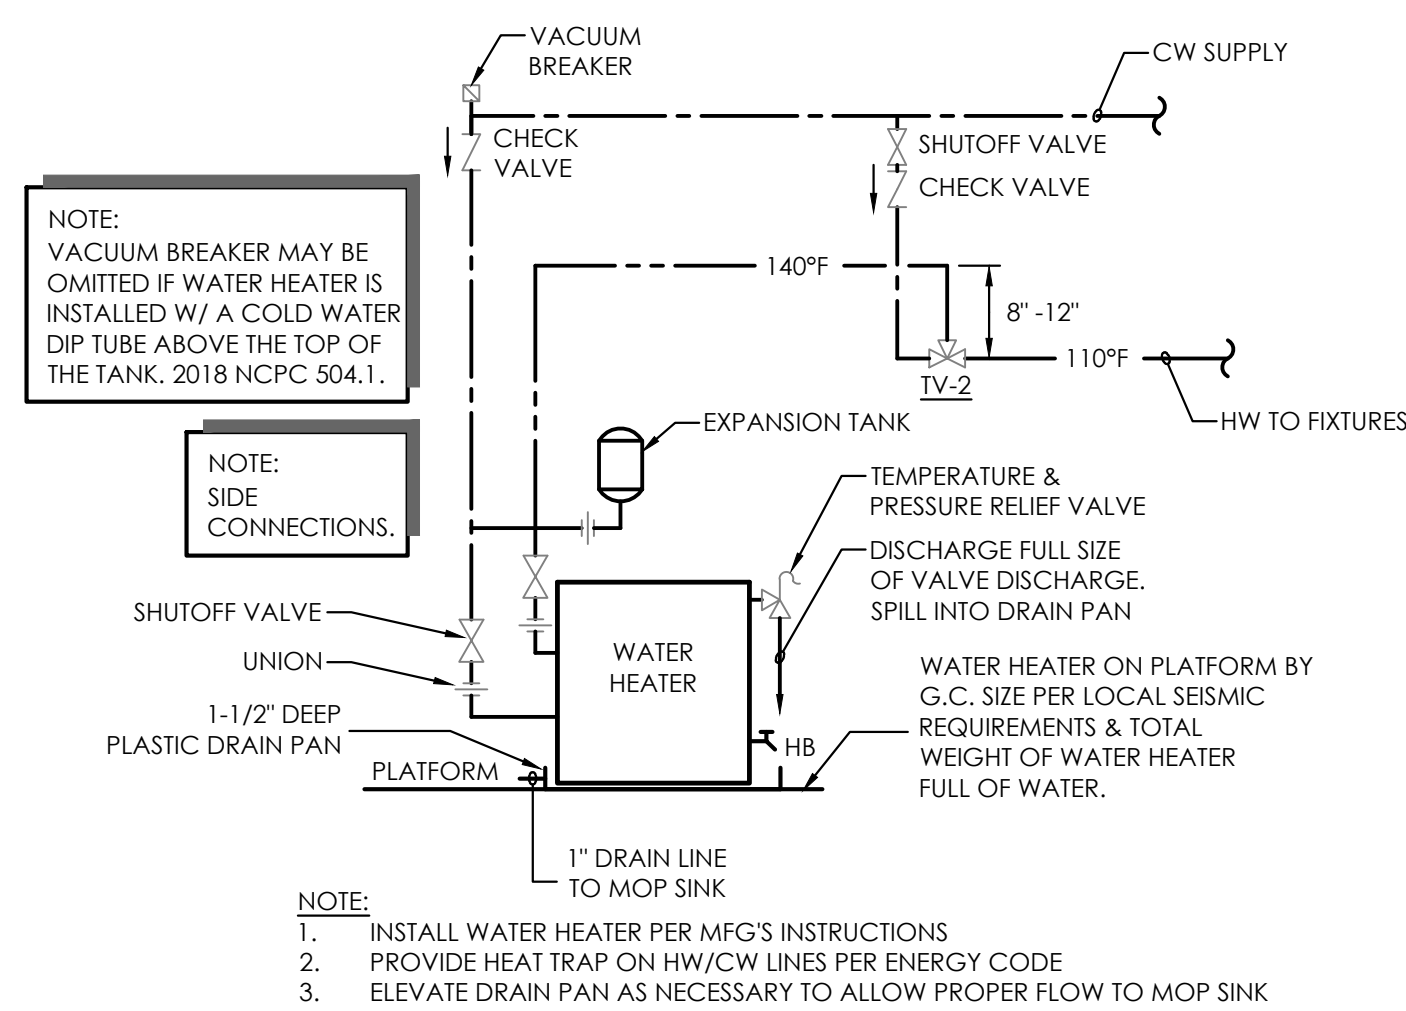 VACUUM
BREAKER
CW SUPPLY
CHECK
VALVE
SHUTOFF VALVE
CHECK VALVE
NOTE:
VACUUM BREAKER MAY BE
OMITTED IF WATER HEATER IS
INSTALLED W/ A COLD WATER
DIP TUBE ABOVE THE TOP OF
THE TANK. 2018 NCPC 504.1.
140°F
8" -12"
110°F
TV-2
HW TO FIXTURES
EXPANSION TANK
NOTE:
SIDE
CONNECTIONS.
TEMPERATURE &
PRESSURE RELIEF VALVE
DISCHARGE FULL SIZE
OF VALVE DISCHARGE.
SPILL INTO DRAIN PAN
SHUTOFF VALVE
UNION
WATER
HEATER
1-1/2" DEEP
PLASTIC DRAIN PAN
WATER HEATER ON PLATFORM BY
G.C. SIZE PER LOCAL SEISMIC
REQUIREMENTS & TOTAL
WEIGHT OF WATER HEATER
FULL OF WATER.
HB
PLATFORM
1" DRAIN LINE
TO MOP SINK
NOTE:
1. INSTALL WATER HEATER PER MFG'S INSTRUCTIONS
2. PROVIDE HEAT TRAP ON HW/CW LINES PER ENERGY CODE
3. ELEVATE DRAIN PAN AS NECESSARY TO ALLOW PROPER FLOW TO MOP SINK